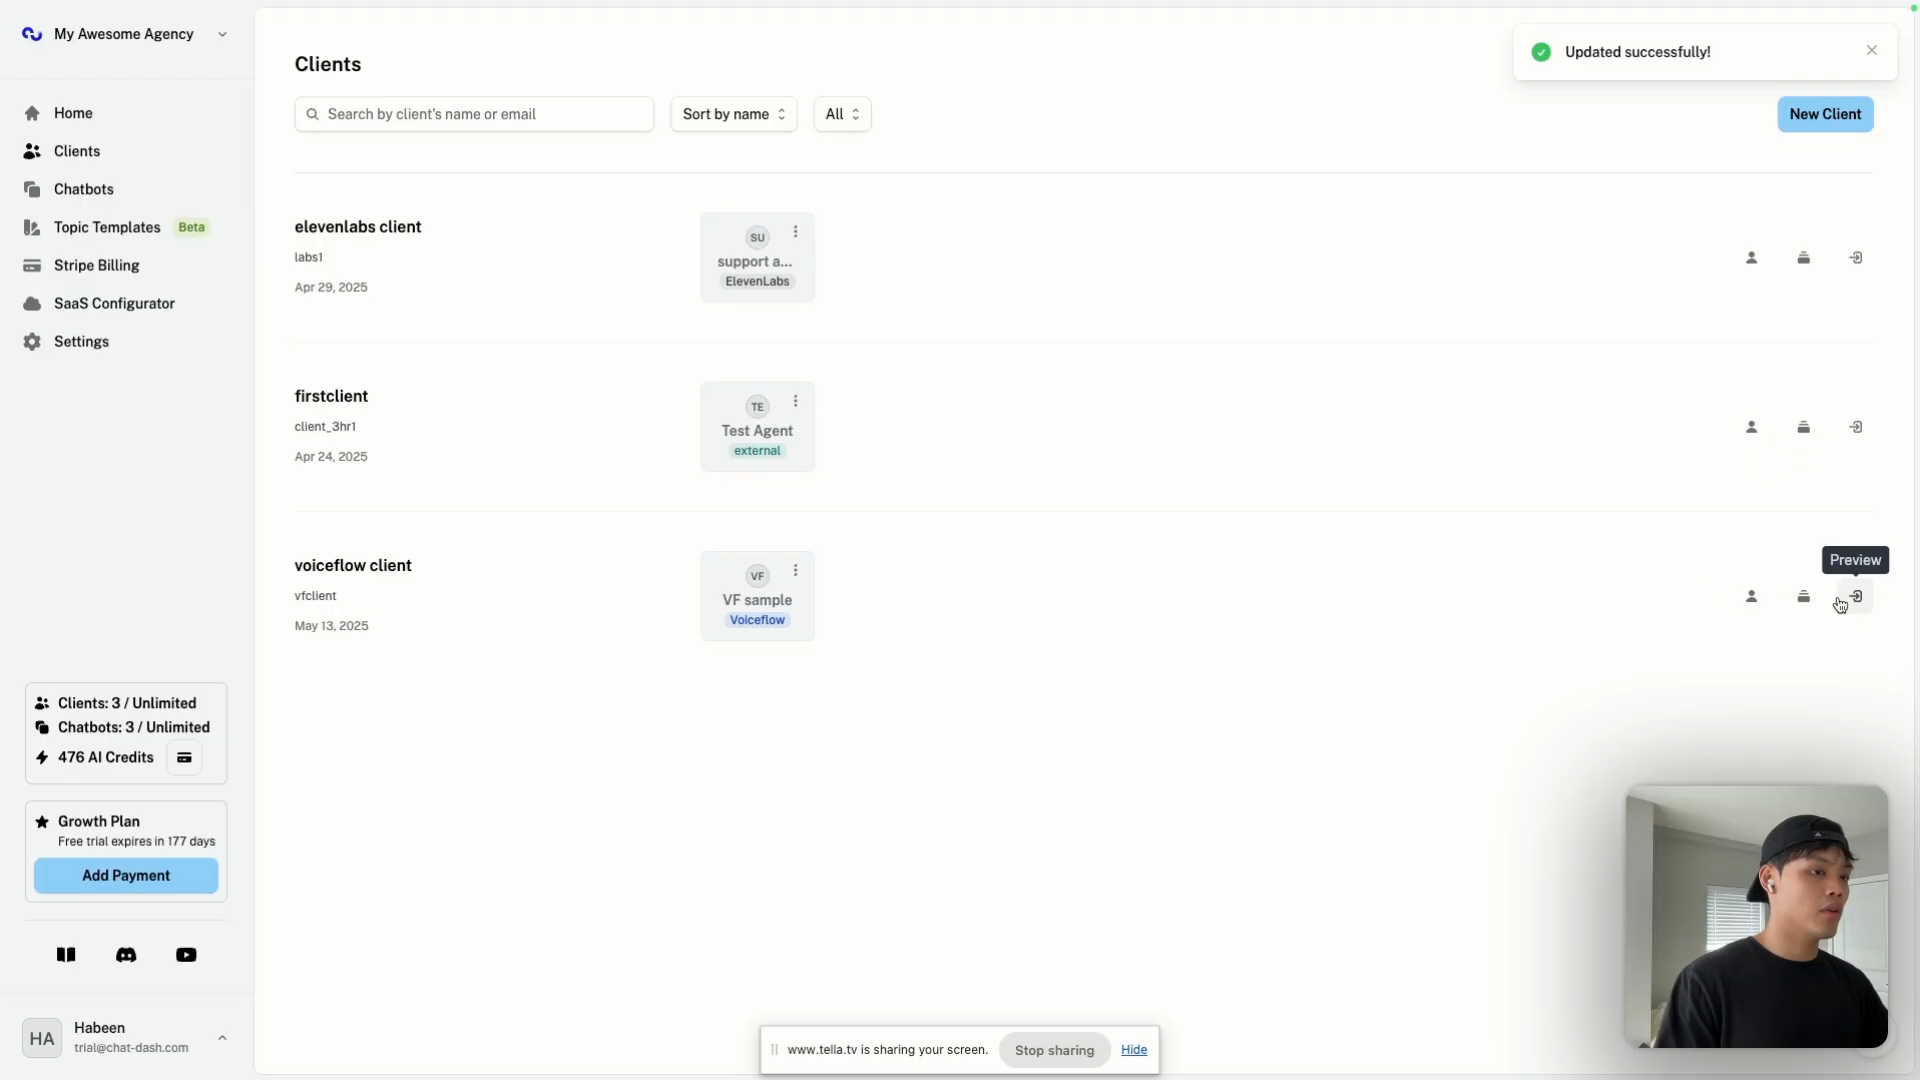 My Awesome Agency
Home
Clients
Chatbots
Topic Templates Beta
Stripe Billing
SaaS Configurator
Settings
Clients: 3 / Unlimited
Chatbots: 3 / Unlimited
476 AI Credits
Growth Plan
Free trial expires in 177 days
Add Payment
HA
Habeen
trial@chat-dash.com
Clients
Updated successfully!
Search by client's name or email
Sort by name
All
New Client
elevenlabs client
labs1
Apr 29, 2025
SU
support a...
ElevenLabs
firstclient
client_3hr1
Apr 24, 2025
TE
Test Agent
external
voiceflow client
vfclient
May 13, 2025
VF
VF sample
Voiceflow
Preview
www.tella.tv is sharing your screen.
Stop sharing
Hide